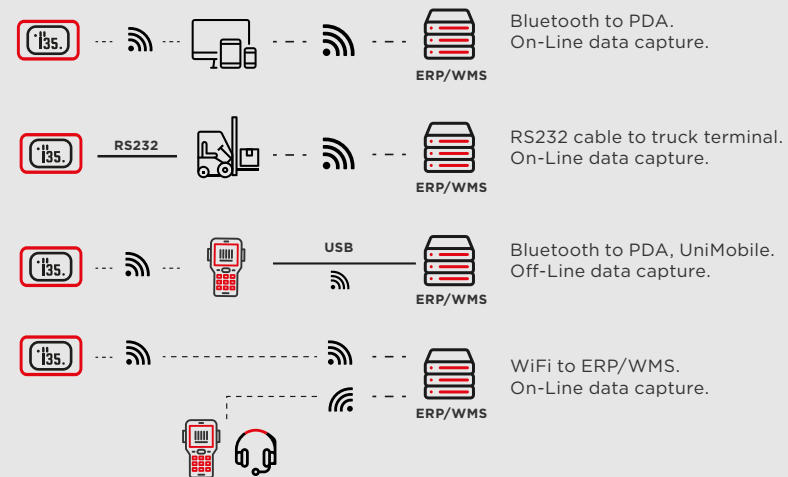 i35.
Bluetooth to PDA.
On-Line data capture.
ERP/WMS
i35.
RS232
RS232 cable to truck terminal.
On-Line data capture.
ERP/WMS
i35.
USB
Bluetooth to PDA, UniMobile.
Off-Line data capture.
ERP/WMS
i35.
WiFi to ERP/WMS.
On-Line data capture.
ERP/WMS